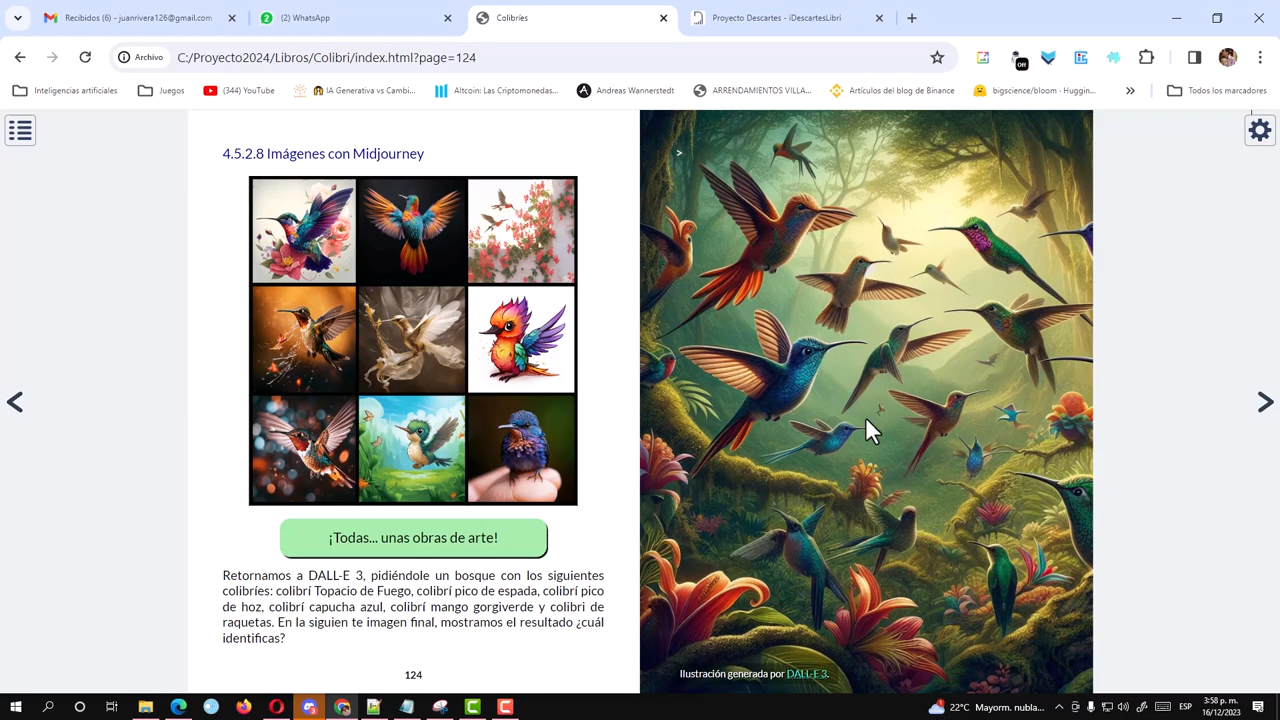 Recibidos (6) - juanrivera126@gmail.com
(2) WhatsApp
Colibríes
Proyecto Descartes - iDescartesLibri
Archivo
C:/Proyecto2024/Libros/Colibri/index.html?page=124
Off
Inteligencias artificiales
Juegos
(344) YouTube
IA Generativa vs Cambi...
Altcoin: Las Criptomonedas...
Andreas Wannerstedt
ARRENDAMIENTOS VILLA...
Artículos del blog de Binance
bigscience/bloom · Huggin...
Todos los marcadores
4.5.2.8 Imágenes con Midjourney
¡Todas... unas obras de arte!
Retornamos a DALL-E 3, pidiéndole un bosque con los siguientes
colibríes: colibrí Topacio de Fuego, colibrí pico de espada, colibrí pico
de hoz, colibrí capucha azul, colibrí mango gorgiverde y colibri de
raquetas. En la siguien te imagen final, mostramos el resultado ¿cuál
identificas?
124
Ilustración generada por DALL-E 3.
22°C Mayorm. nubla...
ESP
3:58 p. m.
16/12/2023